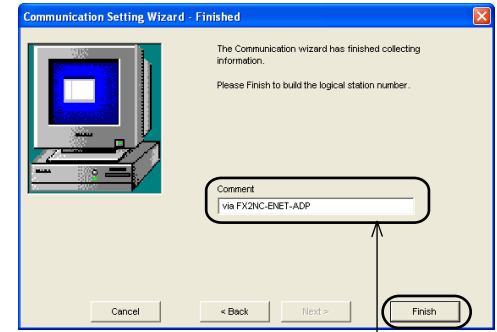 Communication Setting Wizard - Finished
The Communication wizard has finished collecting
information.
Please Finish to build the logical station number.
Comment
via FX2NC-ENET-ADP
Cancel
< Back
Next >
Finish